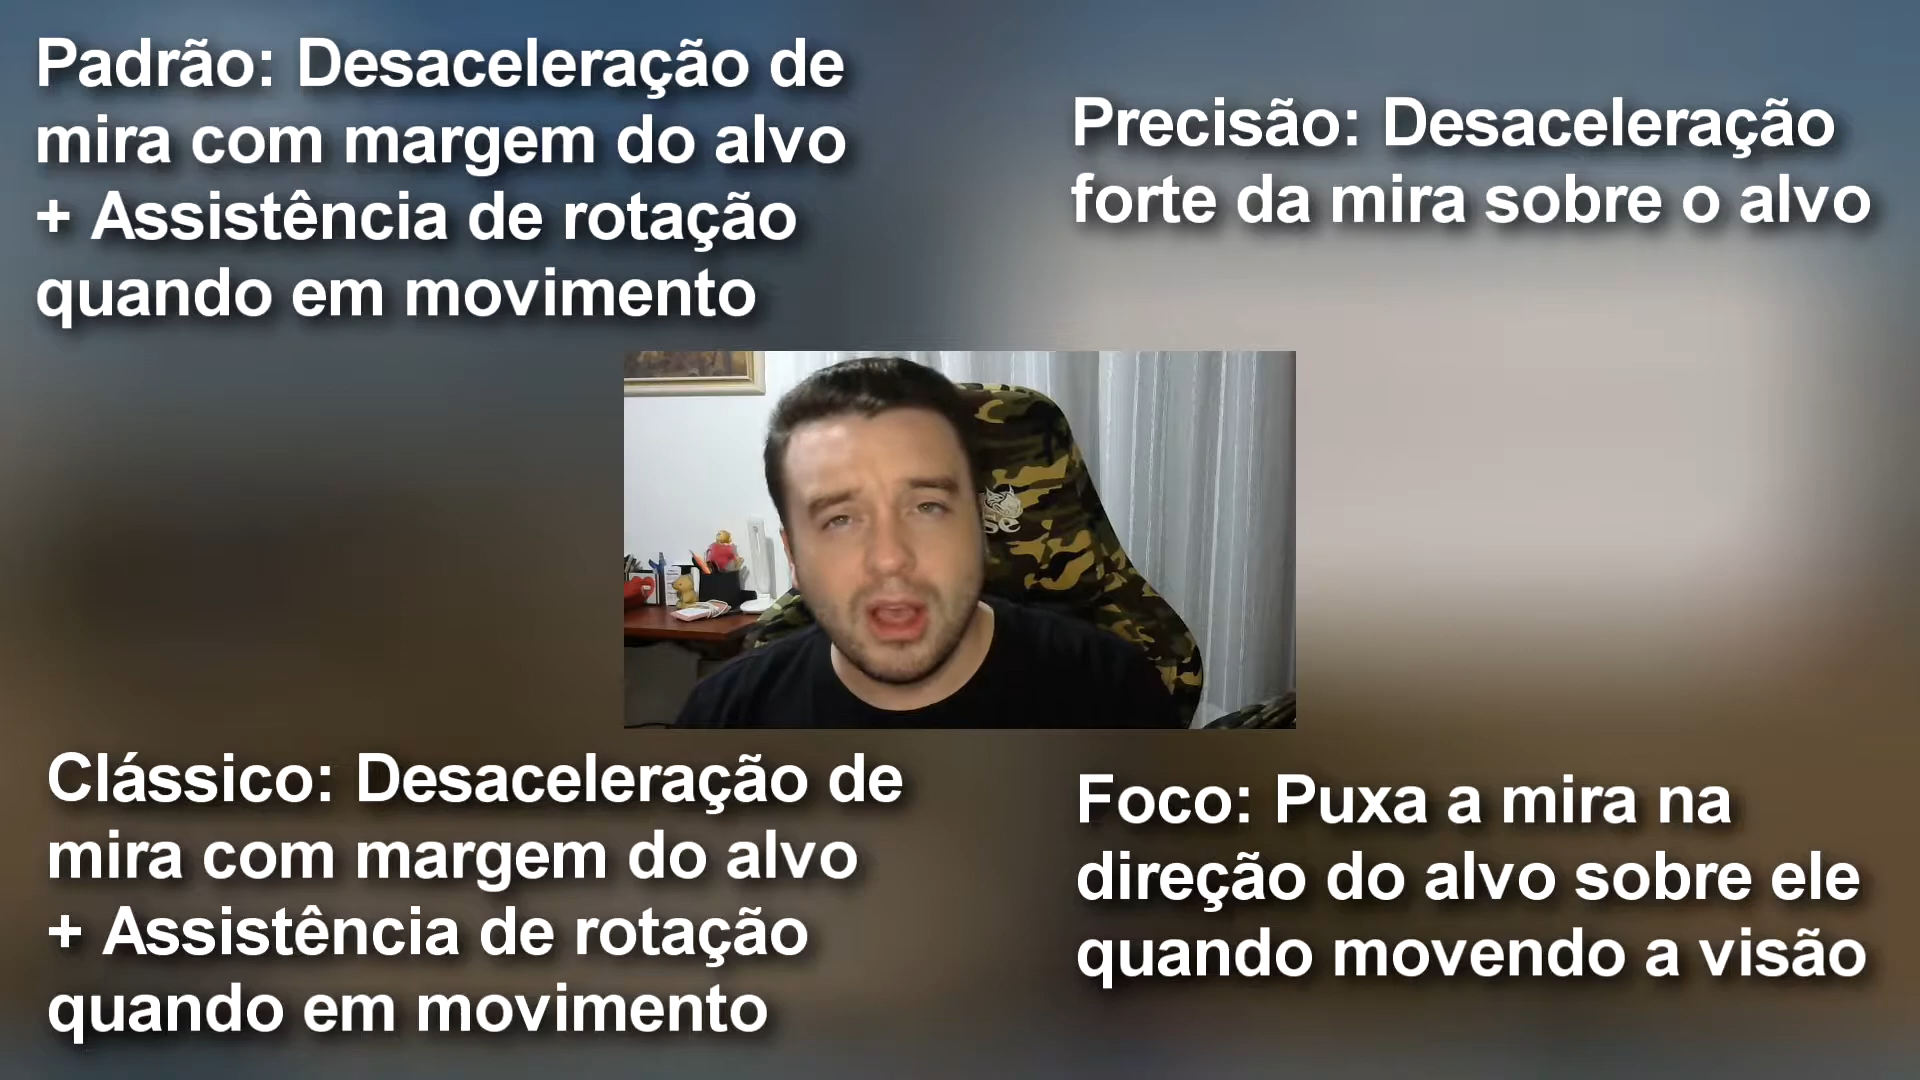 Padrão: Desaceleração de
mira com margem do alvo
+ Assistência de rotação
quando em movimento
Precisão: Desaceleração
forte da mira sobre o alvo
se
Clássico: Desaceleração de
mira com margem do alvo
+ Assistência de rotação
quando em movimento
Foco: Puxa a mira na
direção do alvo sobre ele
quando movendo a visão